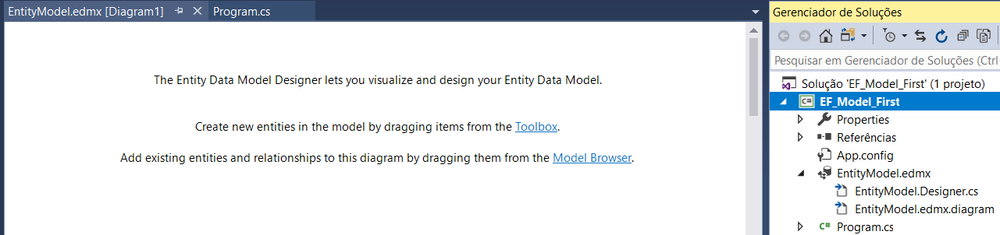 EntityModel.edmx [Diagram1]
Program.cs
The Entity Data Model Designer lets you visualize and design your Entity Data Model.
Create new entities in the model by dragging items from the Toolbox.
Add existing entities and relationships to this diagram by dragging them from the Model Browser.
Gerenciador de Soluções
Pesquisar em Gerenciador de Soluções (Ctrl-
Solução 'EF_Model_First' (1 projeto)
C# EF_Model_First
Properties
Referências
App.config
EntityModel.edmx
EntityModel.Designer.cs
EntityModel.edmx.diagram
C# Program.cs